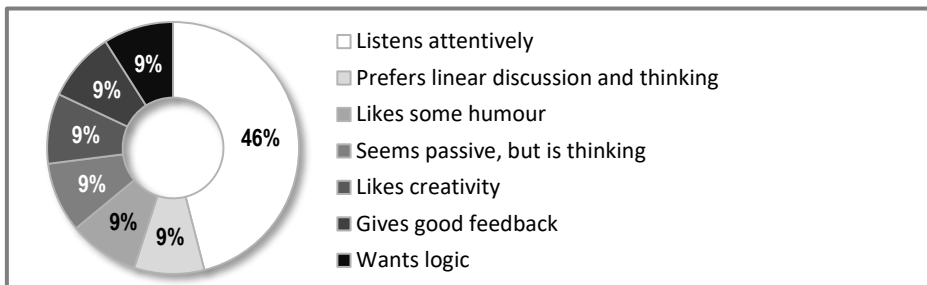 9%
9%
9%
9%
9%
9%
46%
Listens attentively
Prefers linear discussion and thinking
Likes some humour
Seems passive, but is thinking
Likes creativity
Gives good feedback
Wants logic